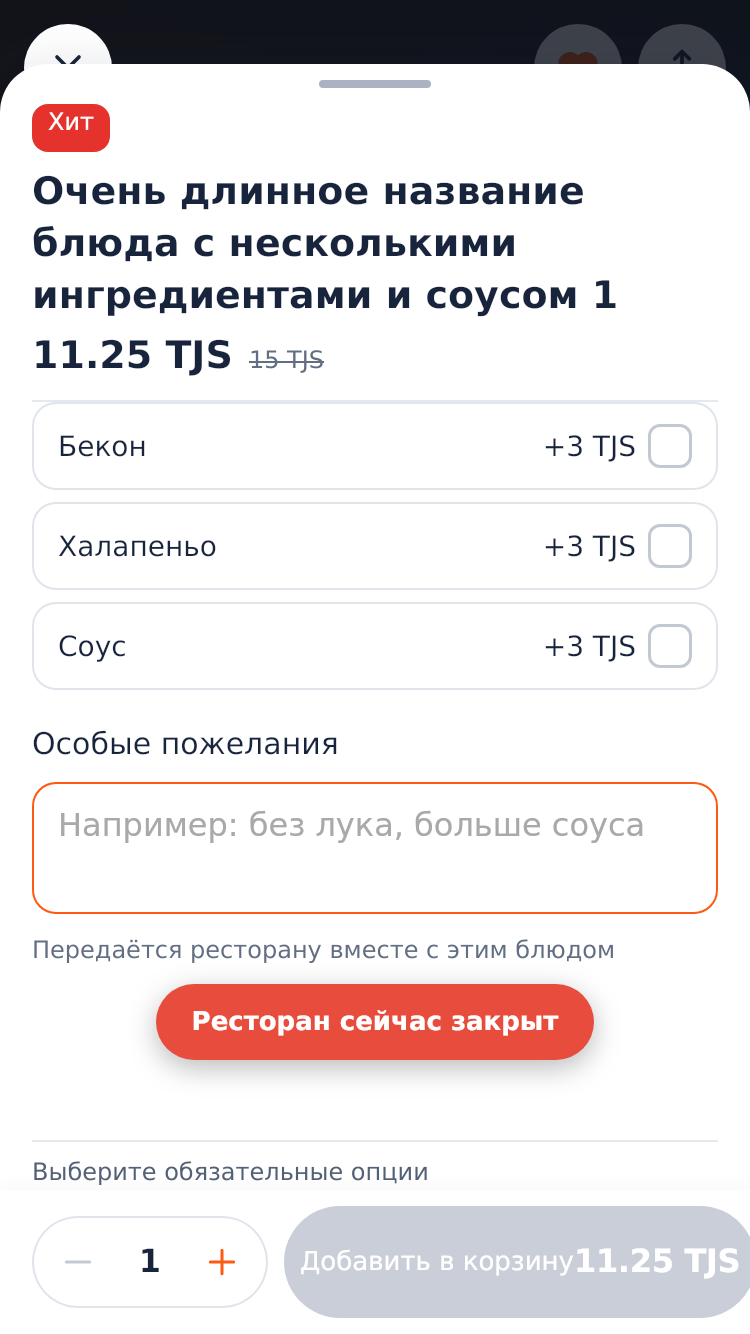 Хит
Очень длинное название
блюда с несколькими
ингредиентами и соусом 1
11.25 TJS 15 TJS
Бекон +3 TJS
Халапеньо +3 TJS
Соус +3 TJS
Особые пожелания
Например: без лука, больше соуса
Передаётся ресторану вместе с этим блюдом
Ресторан сейчас закрыт
Выберите обязательные опции
1 Добавить в корзину 11.25 TJS